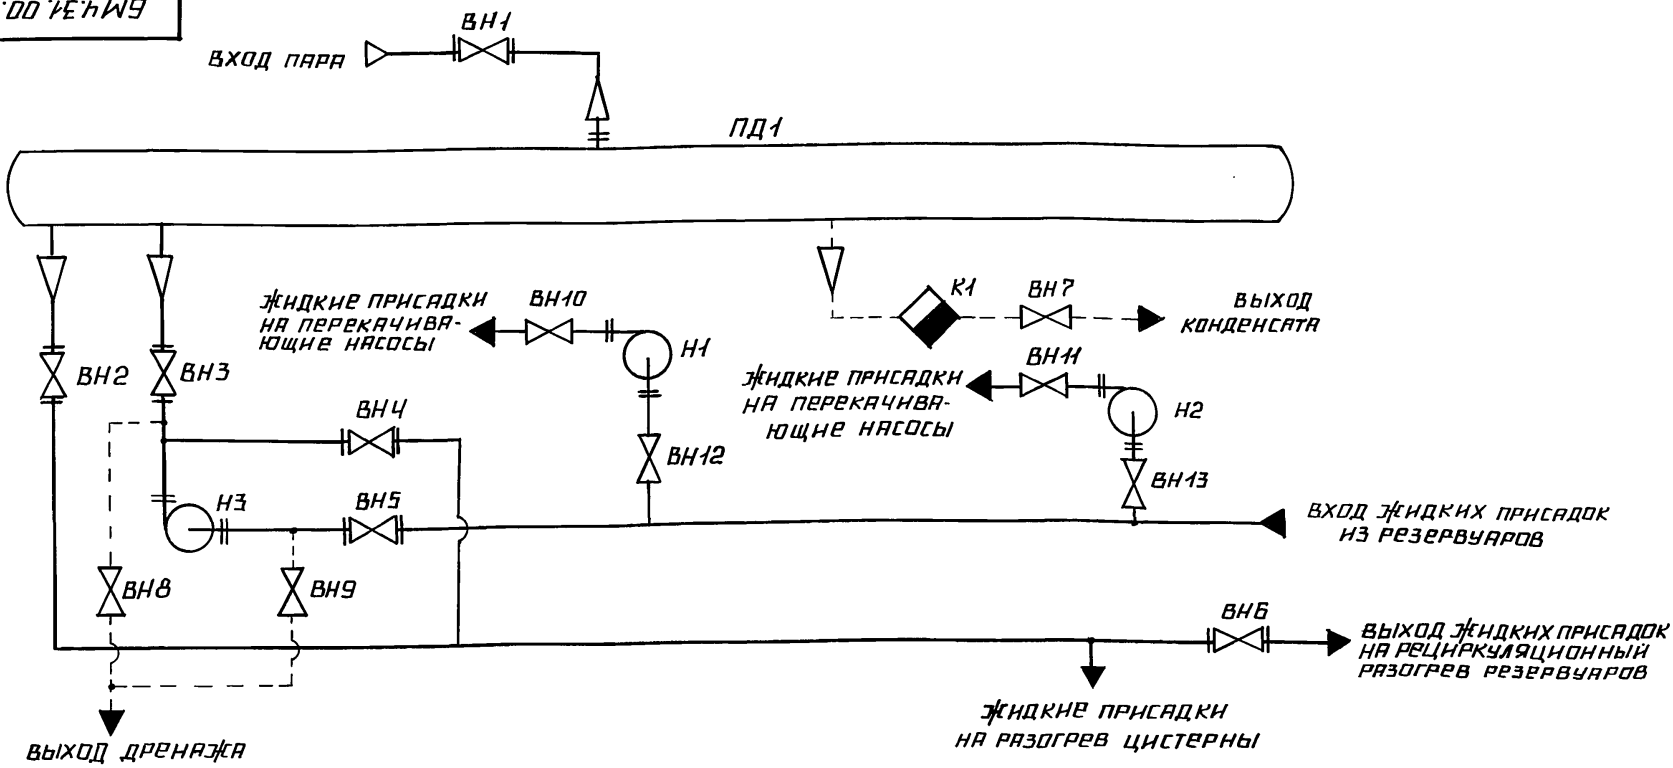 БМ4.31.00.
ВН1
ВХОД ПАРА
ПД1
ЖИДКИЕ ПРИСАДКИ
НА ПЕРЕКАЧИВА-
ЮЩИЕ НАСОСЫ
ВН10
Н1
К1
ВН7
ВЫХОД
КОНДЕНСАТА
ВН2
ВН3
ЖИДКИЕ ПРИСАДКИ
НА ПЕРЕКАЧИВА-
ЮЩИЕ НАСОСЫ
ВН11
Н2
ВН4
ВН12
ВН13
Н3
ВН5
ВХОД ЖИДКИХ ПРИСАДОК
ИЗ РЕЗЕРВУАРОВ
ВН8
ВН9
ВН6
ВЫХОД ЖИДКИХ ПРИСАДОК
НА РЕЦИРКУЛЯЦИОННЫЙ
РАЗОГРЕВ РЕЗЕРВУАРОВ
ЖИДКИЕ ПРИСАДКИ
НА РАЗОГРЕВ ЦИСТЕРНЫ
ВЫХОД ДРЕНАЖА